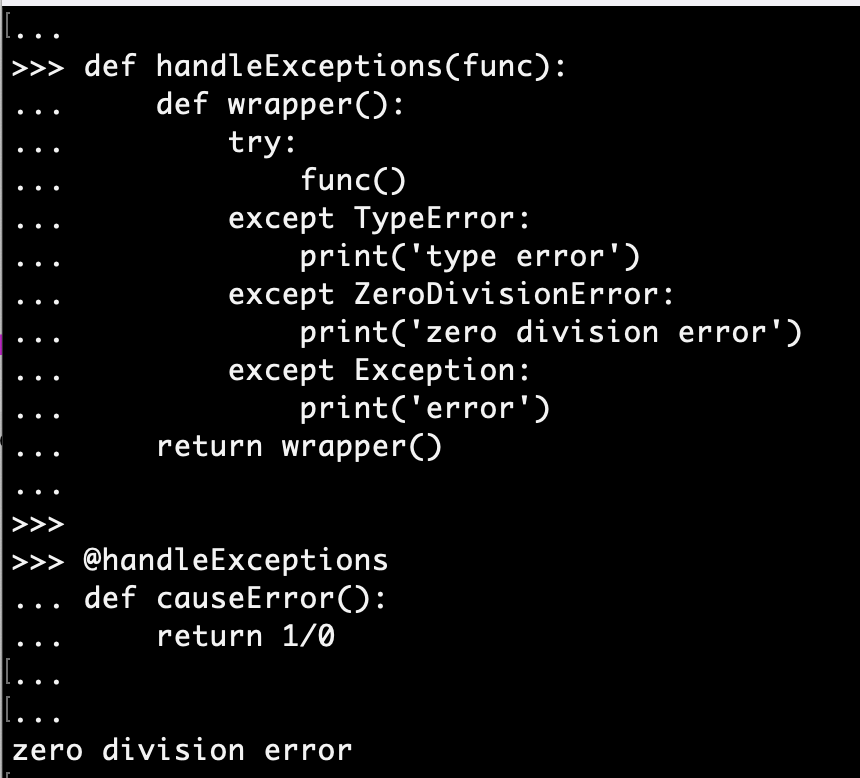 ...
>>> def handleExceptions(func):
...     def wrapper():
...         try:
...             func()
...         except TypeError:
...             print('type error')
...         except ZeroDivisionError:
...             print('zero division error')
...         except Exception:
...             print('error')
...     return wrapper()
...
>>>
>>> @handleExceptions
... def causeError():
...     return 1/0
...
...
zero division error